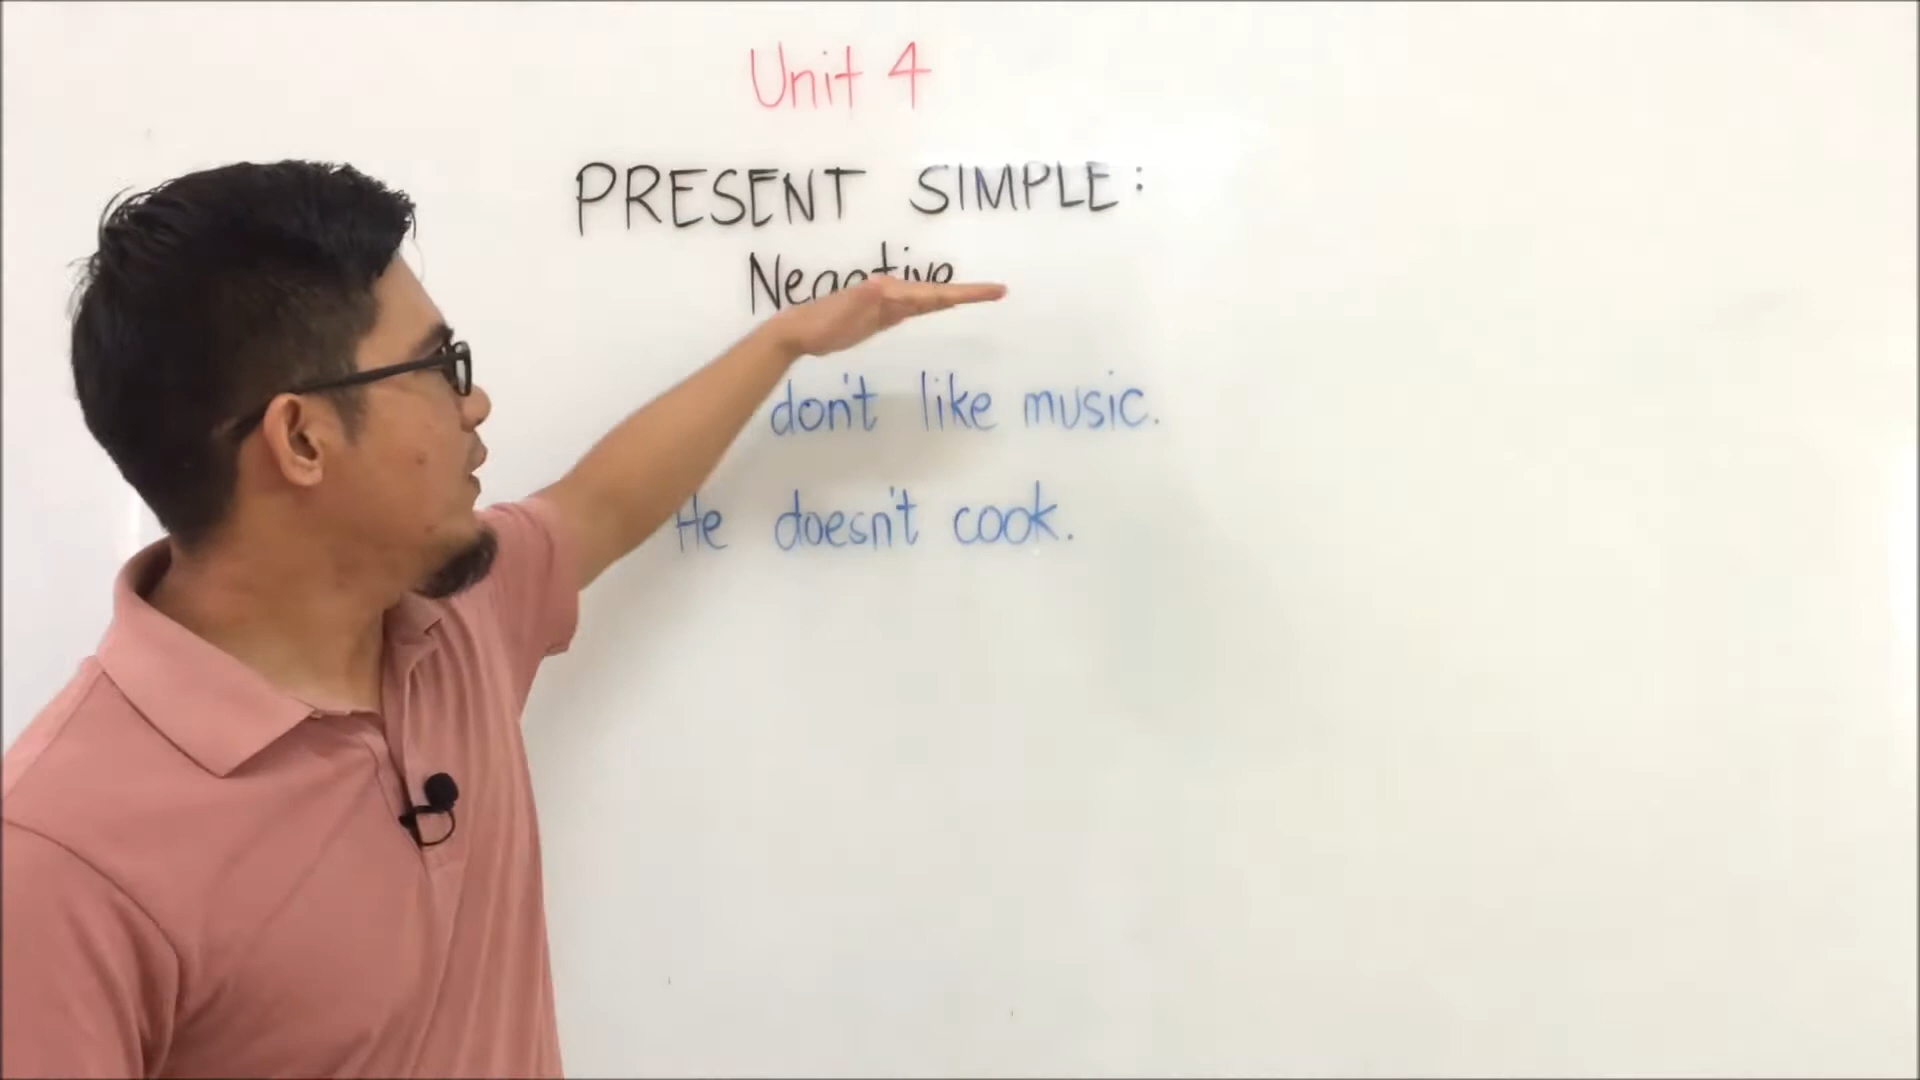 Unit 4
PRESENT SIMPLE:
Negative
don't like music.
He doesn't cook.